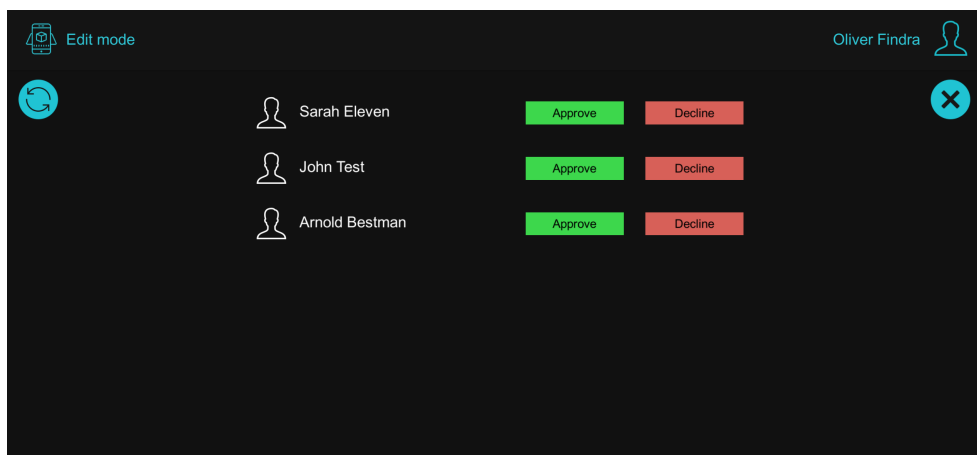 Edit mode
Oliver Findra
Sarah Eleven Approve Decline
John Test Approve Decline
Arnold Bestman Approve Decline